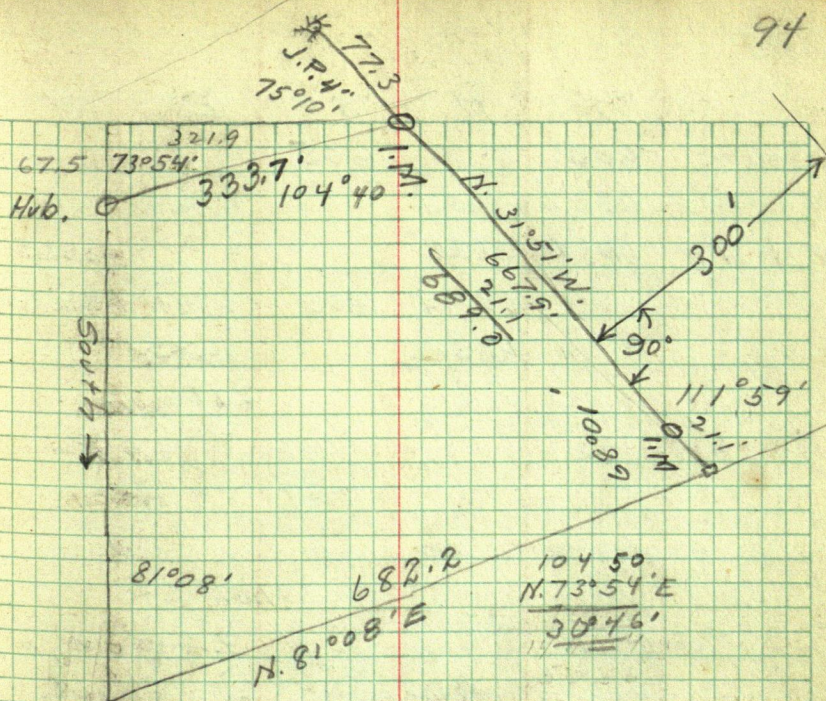 94
77.3
J.P. 4"
75°10'
321.9
67.5 73°54'
333.7'
104°40
Hub.
I.M.
N. 31°51'W.
667.9'
21.1
689.0
300'
90°
South →
111°59'
21.1'
I.M.
81°08'
682.2
N. 81°08'E
104 50
N. 73°54'E
30°46'